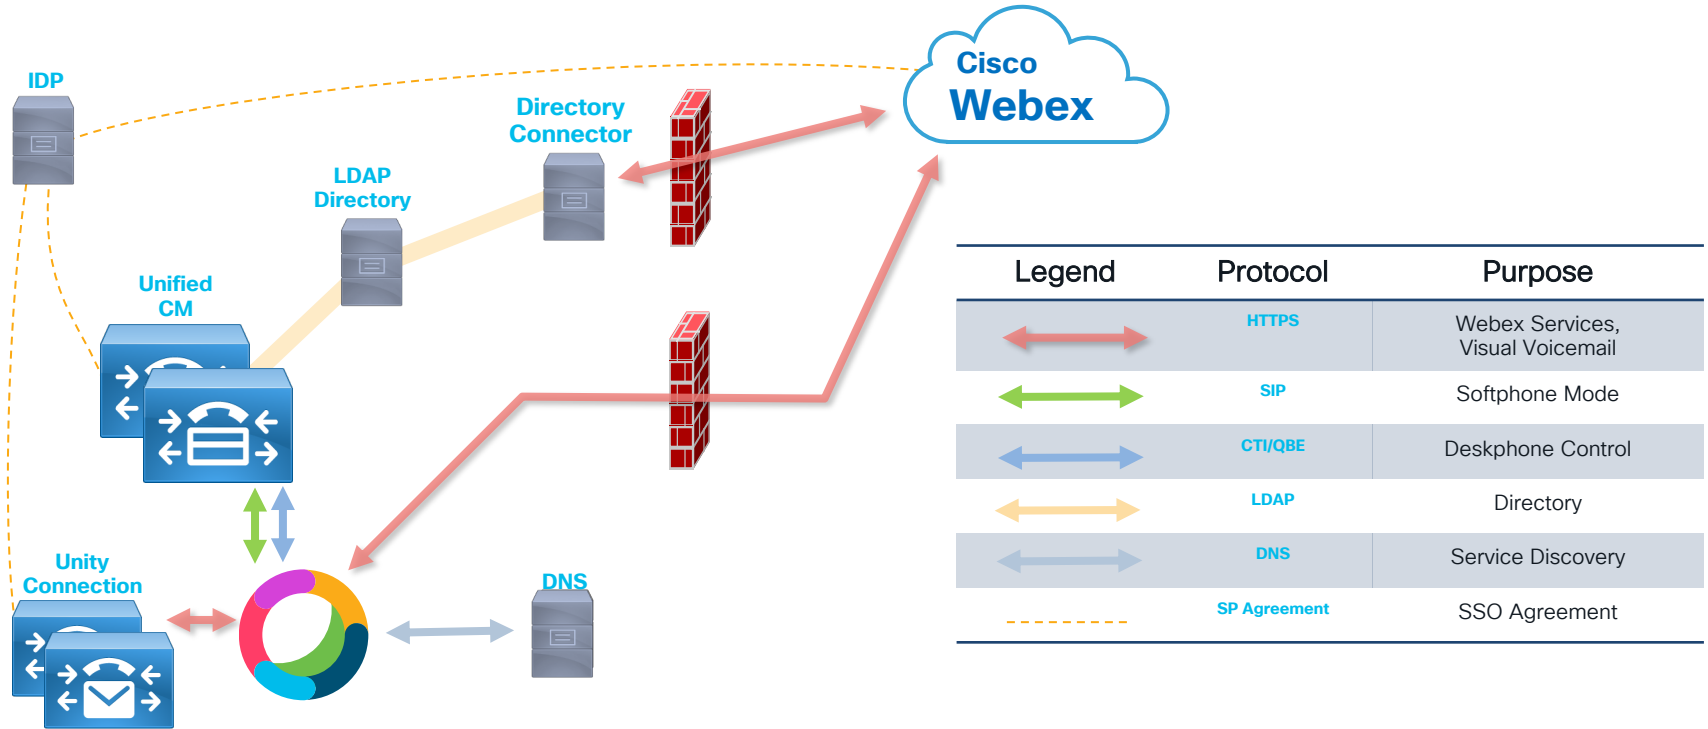 IDP
Cisco
Webex
Directory
Connector
LDAP
Directory
Unified
CM
Unity
Connection
DNS
Legend Protocol Purpose
HTTPS Webex Services,
Visual Voicemail
SIP Softphone Mode
CTI/QBE Deskphone Control
LDAP Directory
DNS Service Discovery
SP Agreement SSO Agreement